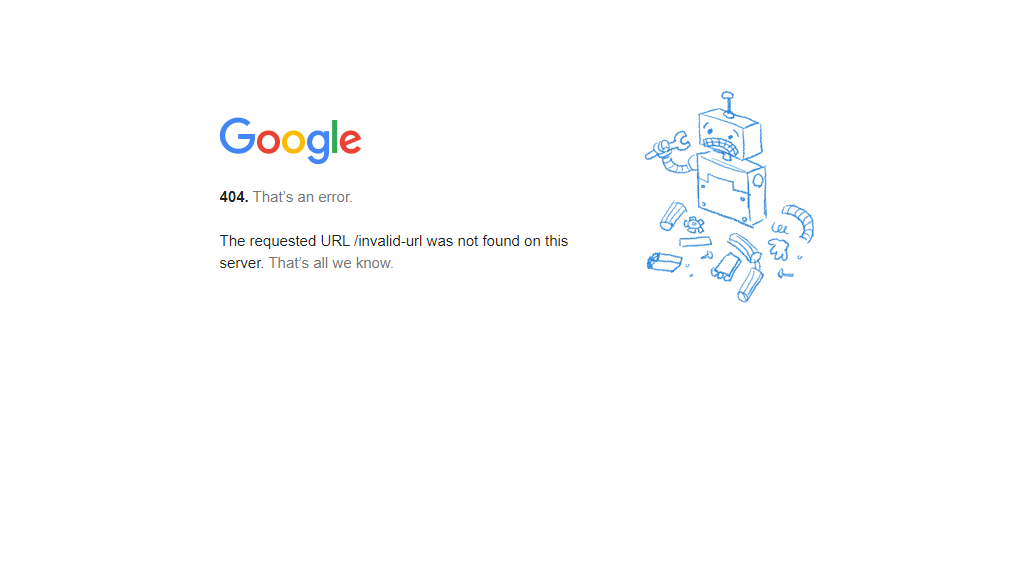 Google
404. That’s an error.
The requested URL /invalid-url was not found on this
server. That’s all we know.